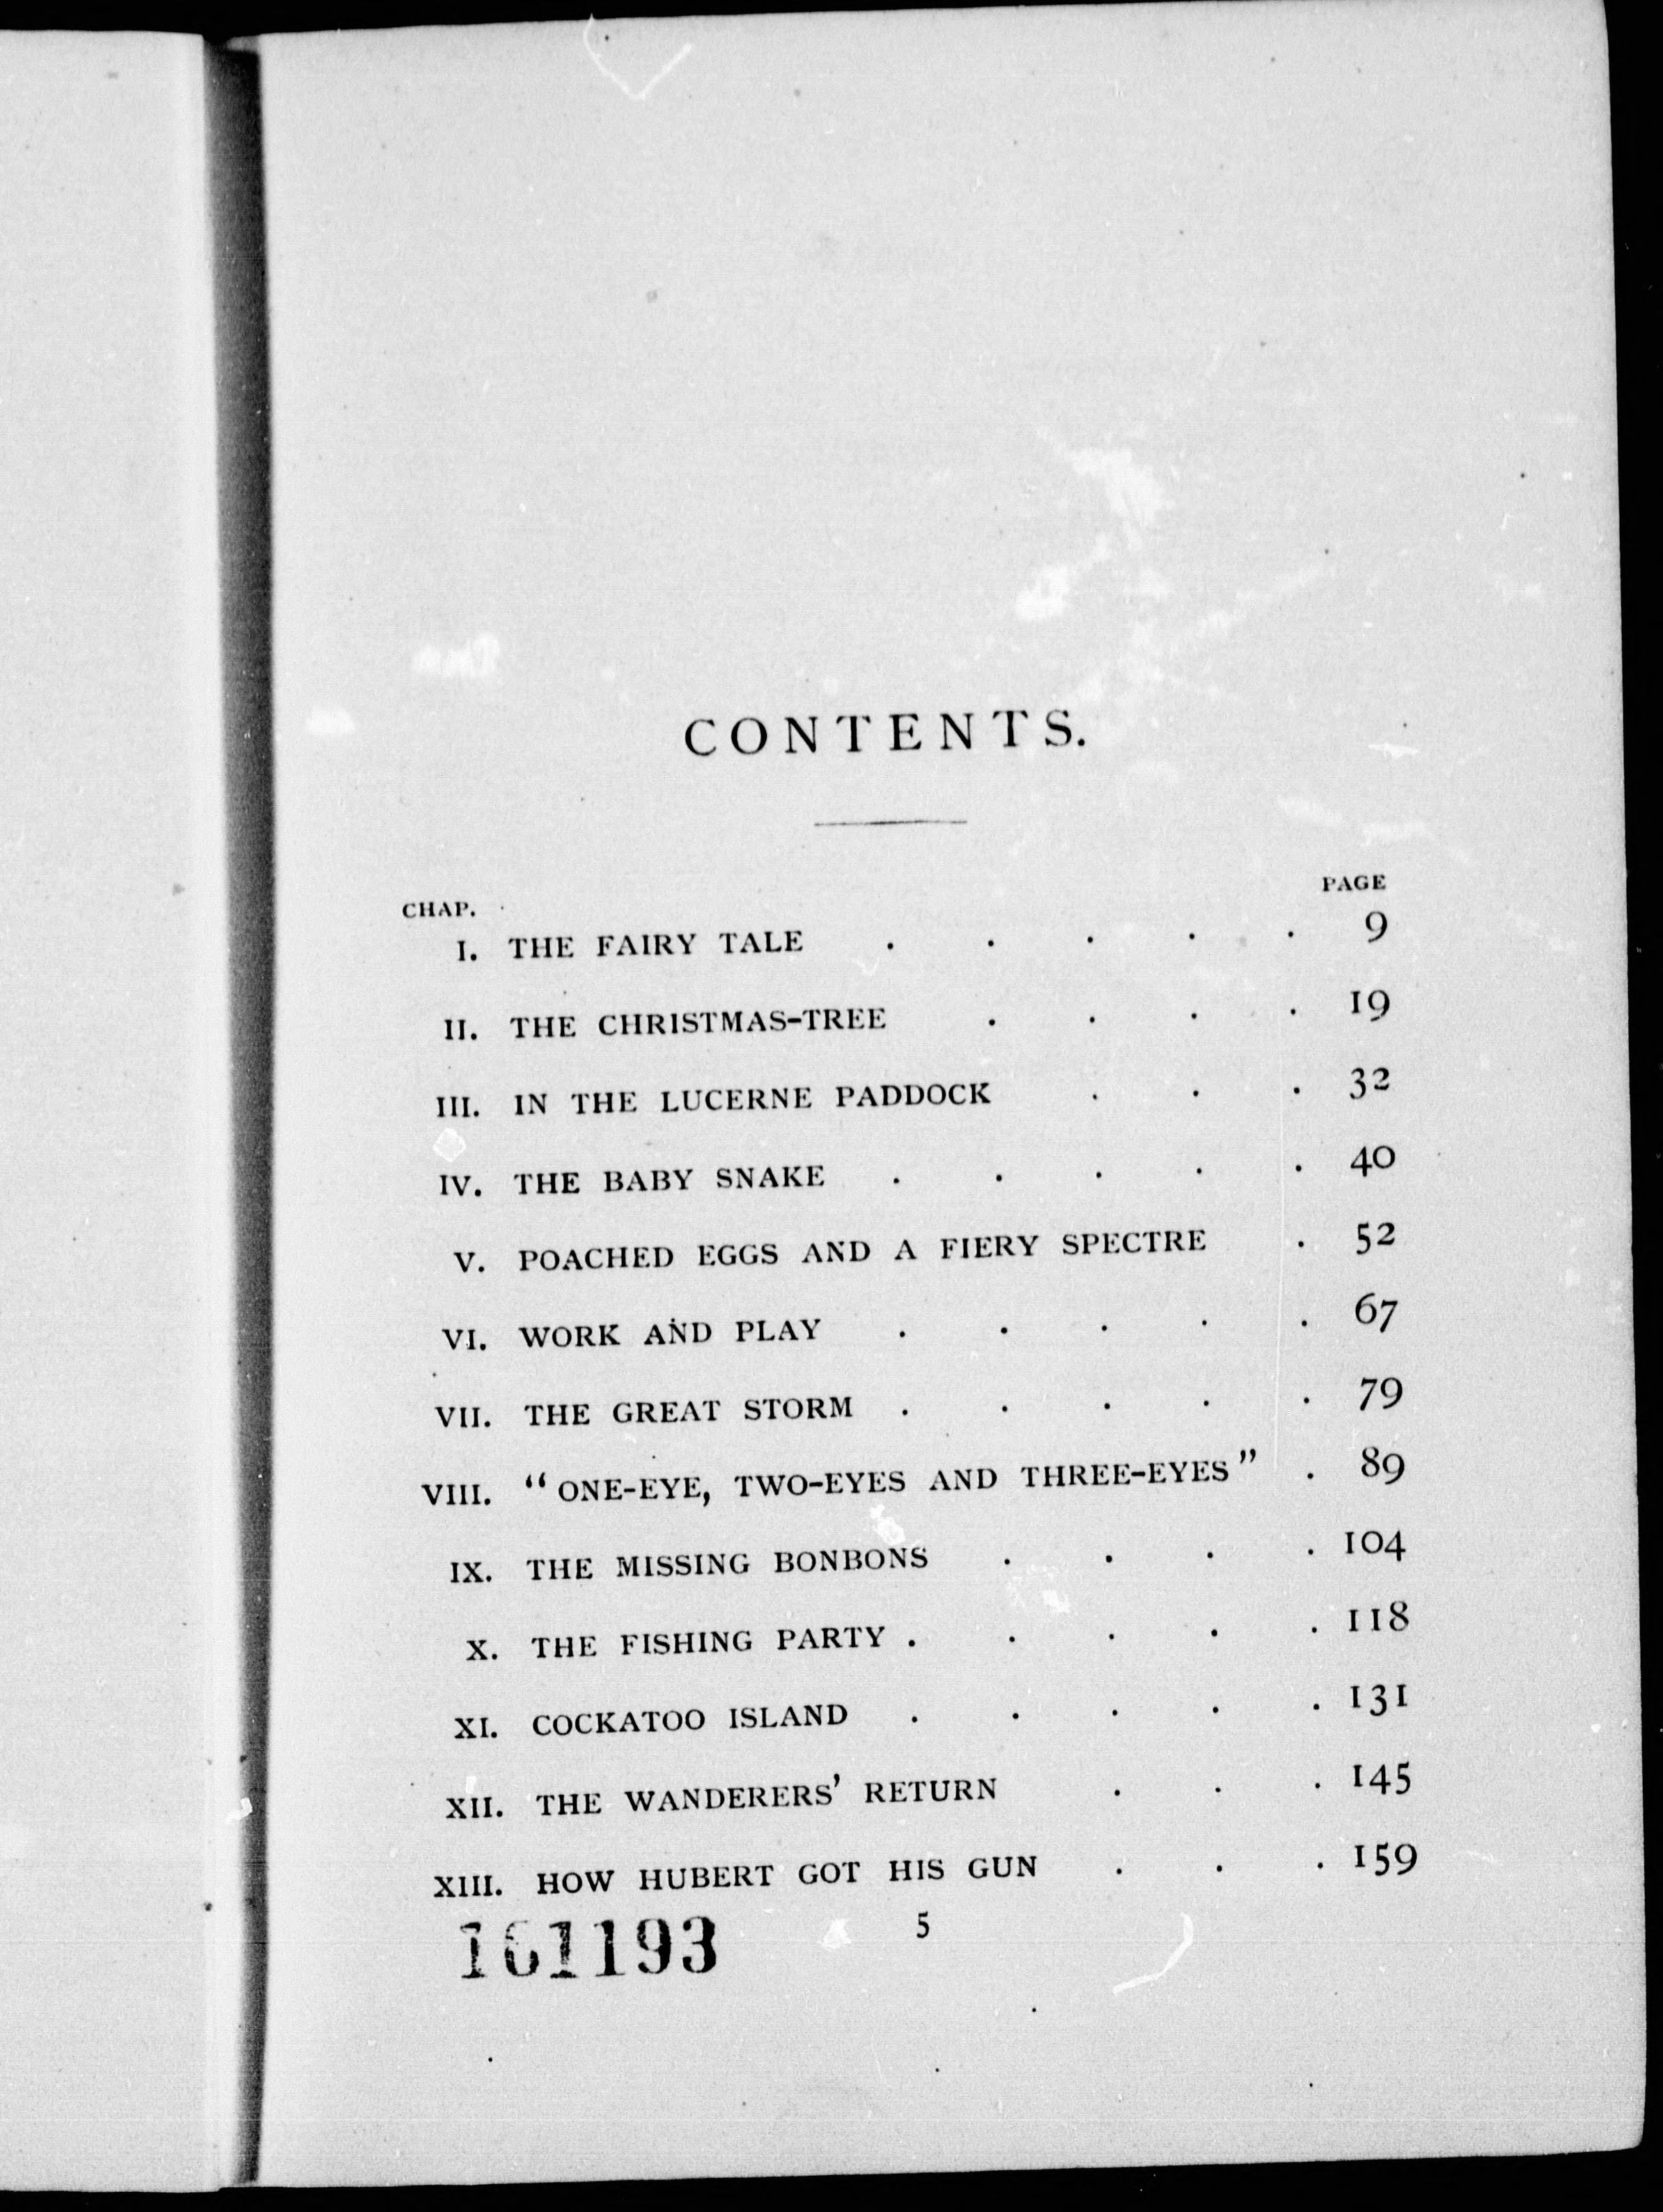 CONTENTS.
CHAP. PAGE
I. THE FAIRY TALE . . . . . 9
II. THE CHRISTMAS-TREE . . . . 19
III. IN THE LUCERNE PADDOCK . . . 32
IV. THE BABY SNAKE . . . . . 40
V. POACHED EGGS AND A FIERY SPECTRE . 52
VI. WORK AND PLAY . . . . . 67
VII. THE GREAT STORM . . . . . 79
VIII. “ONE-EYE, TWO-EYES AND THREE-EYES” . 89
IX. THE MISSING BONBONS . . . . 104
X. THE FISHING PARTY . . . . . 118
XI. COCKATOO ISLAND . . . . . 131
XII. THE WANDERERS’ RETURN . . . 145
XIII. HOW HUBERT GOT HIS GUN . . . 159
161193 5